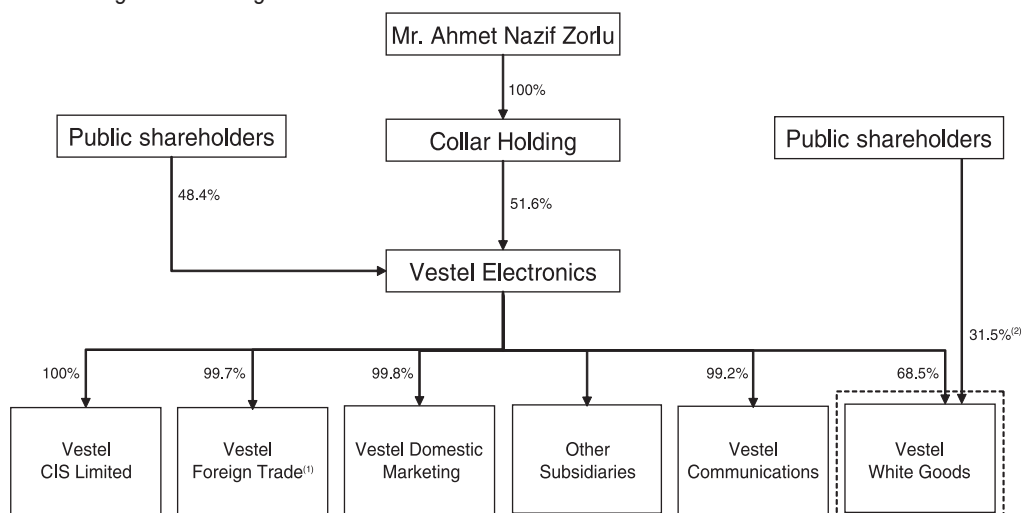 Mr. Ahmet Nazif Zorlu
100%
Public shareholders
Collar Holding
Public shareholders
48.4%
51.6%
Vestel Electronics
31.5%(2)
100%
99.7%
99.8%
99.2%
68.5%
Vestel
CIS Limited
Vestel
Foreign Trade(1)
Vestel Domestic
Marketing
Other
Subsidiaries
Vestel
Communications
Vestel
White Goods